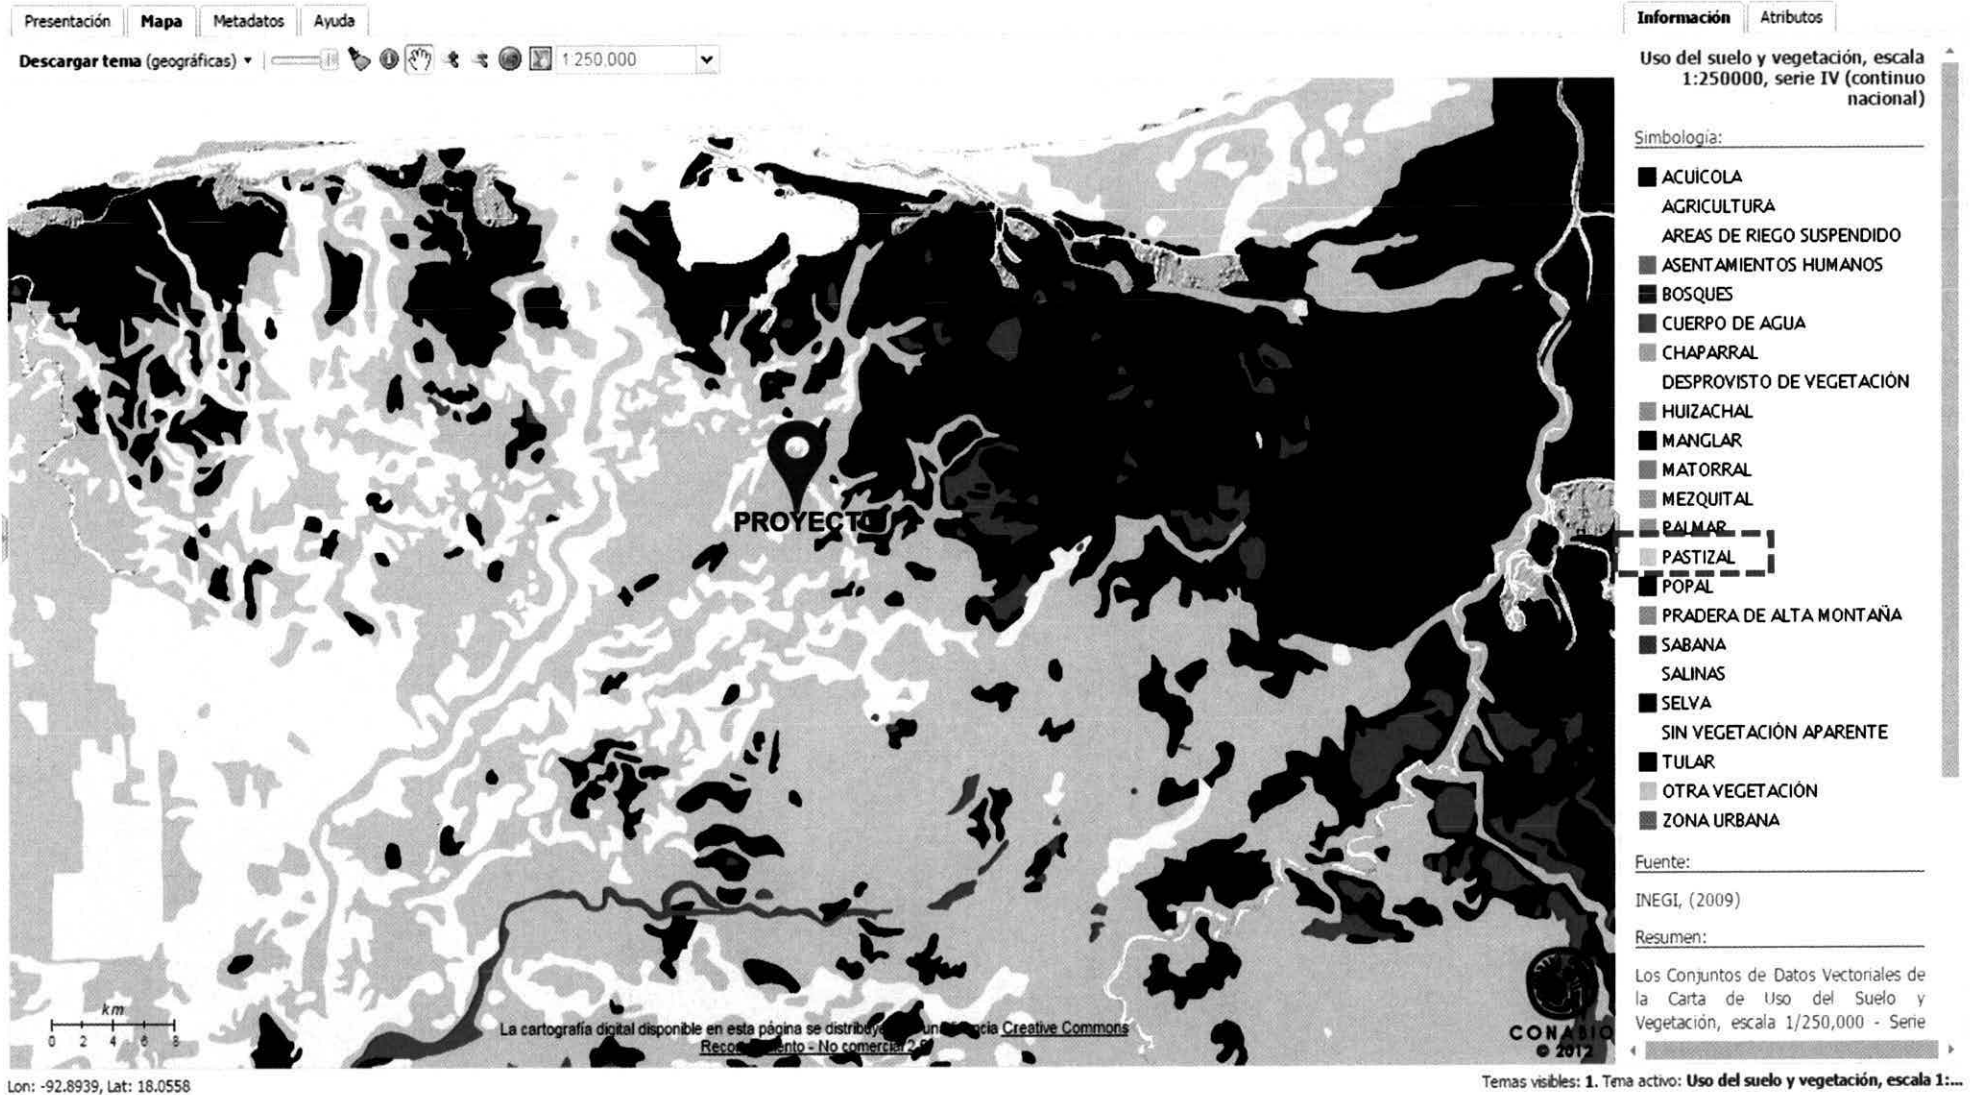 Presentación Mapa Metadatos Ayuda
Descargar tema (geográficas) 1:250,000
PROYECTO
km
0 2 4 6 8
La cartografía digital disponible en esta página se distribuye una licencia Creative Commons
Reconocimiento - No comercial 2.5
CONABIO
© 2012
Lon: -92.8939, Lat: 18.0558
Información Atributos
Uso del suelo y vegetación, escala
1:250000, serie IV (continuo
nacional)
Simbología:
ACUÍCOLA
AGRICULTURA
AREAS DE RIEGO SUSPENDIDO
ASENTAMIENTOS HUMANOS
BOSQUES
CUERPO DE AGUA
CHAPARRAL
DESPROVISTO DE VEGETACIÓN
HUIZACHAL
MANGLAR
MATORRAL
MEZQUITAL
PALMAR
PASTIZAL
POPAL
PRADERA DE ALTA MONTAÑA
SABANA
SALINAS
SELVA
SIN VEGETACIÓN APARENTE
TULAR
OTRA VEGETACIÓN
ZONA URBANA
Fuente:
INEGI, (2009)
Resumen:
Los Conjuntos de Datos Vectoriales de
la Carta de Uso del Suelo y
Vegetación, escala 1/250,000 - Serie
Temas visibles: 1. Tema activo: Uso del suelo y vegetación, escala 1:...